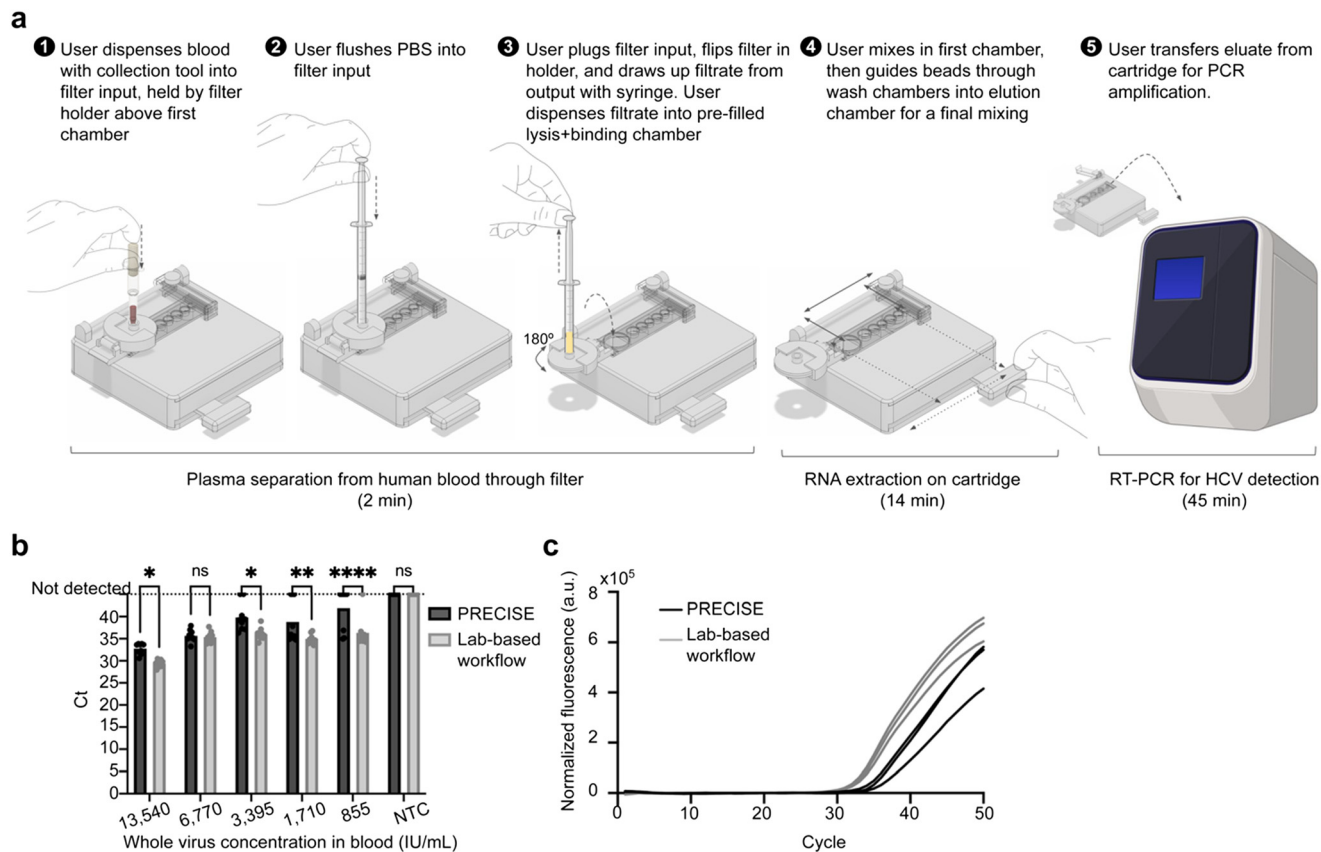 a
1 User dispenses blood
with collection tool into
filter input, held by filter
holder above first
chamber
2 User flushes PBS into
filter input
3 User plugs filter input, flips filter in
holder, and draws up filtrate from
output with syringe. User
dispenses filtrate into pre-filled
lysis+binding chamber
4 User mixes in first chamber,
then guides beads through
wash chambers into elution
chamber for a final mixing
5 User transfers eluate from
cartridge for PCR
amplification.
180º
Plasma separation from human blood through filter
(2 min)
RNA extraction on cartridge
(14 min)
RT-PCR for HCV detection
(45 min)
b
Not detected
* ns * ** **** ns
PRECISE
Lab-based
workflow
Ct
40
35
30
25
20
15
10
5
0
13,540 6,770 3,395 1,710 855 NTC
Whole virus concentration in blood (IU/mL)
c
x10⁵
Normalized fluorescence (a.u.)
8
6
4
2
0
PRECISE
Lab-based
workflow
0 10 20 30 40 50
Cycle